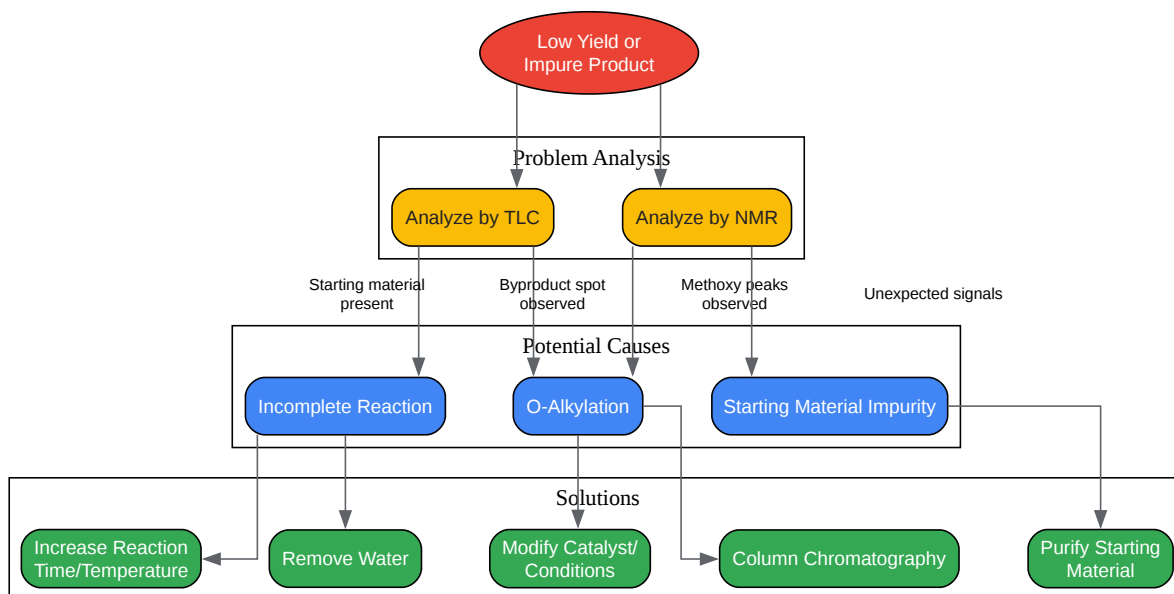 Low Yield or
Impure Product
Problem Analysis
Analyze by TLC
Analyze by NMR
Starting material
present
Byproduct spot
observed
Methoxy peaks
observed
Unexpected signals
Potential Causes
Incomplete Reaction
O-Alkylation
Starting Material Impurity
Solutions
Increase Reaction
Time/Temperature
Remove Water
Modify Catalyst/
Conditions
Column Chromatography
Purify Starting
Material